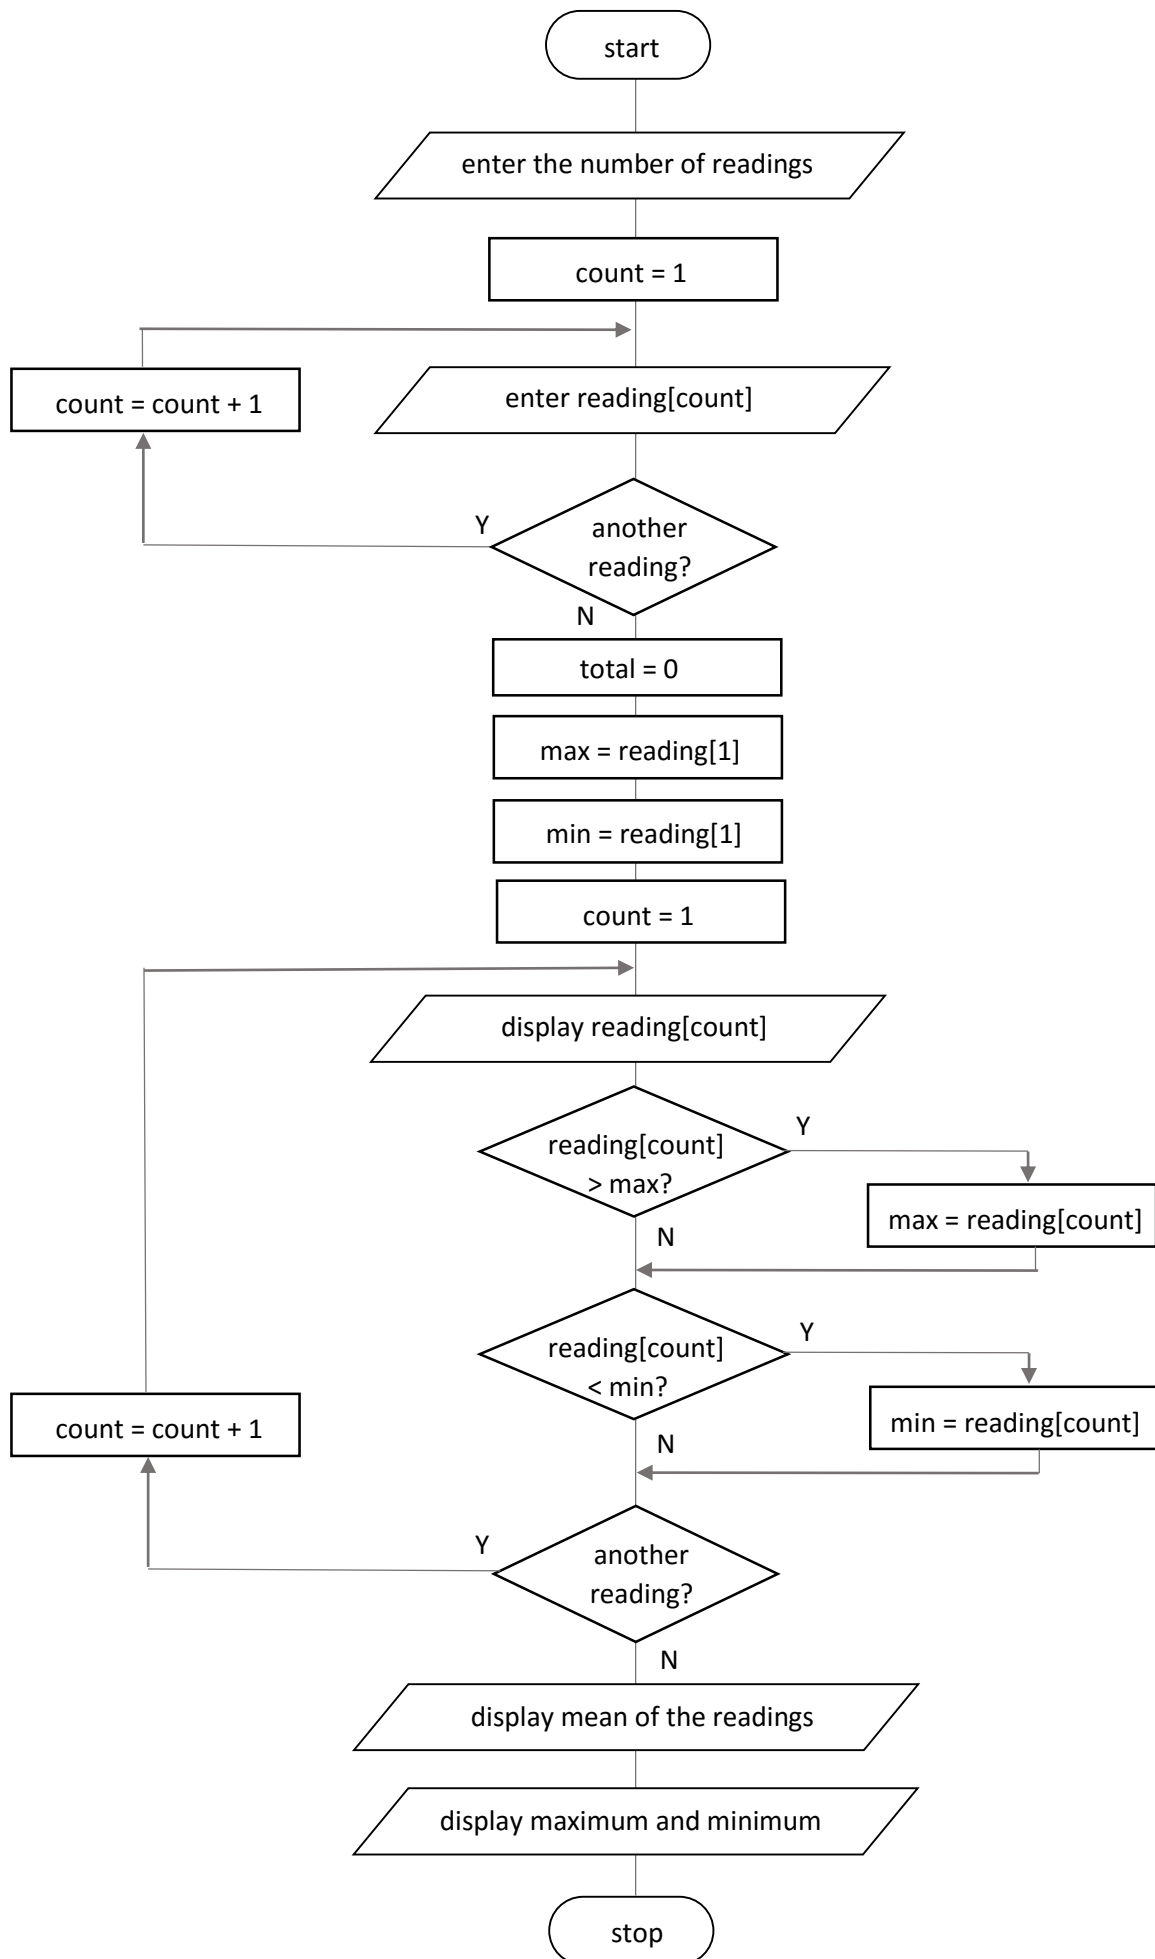 start
enter the number of readings
count = 1
count = count + 1
enter reading[count]
Y
another
reading?
N
total = 0
max = reading[1]
min = reading[1]
count = 1
display reading[count]
Y
reading[count]
> max?
max = reading[count]
N
Y
reading[count]
< min?
min = reading[count]
count = count + 1
N
Y
another
reading?
N
display mean of the readings
display maximum and minimum
stop